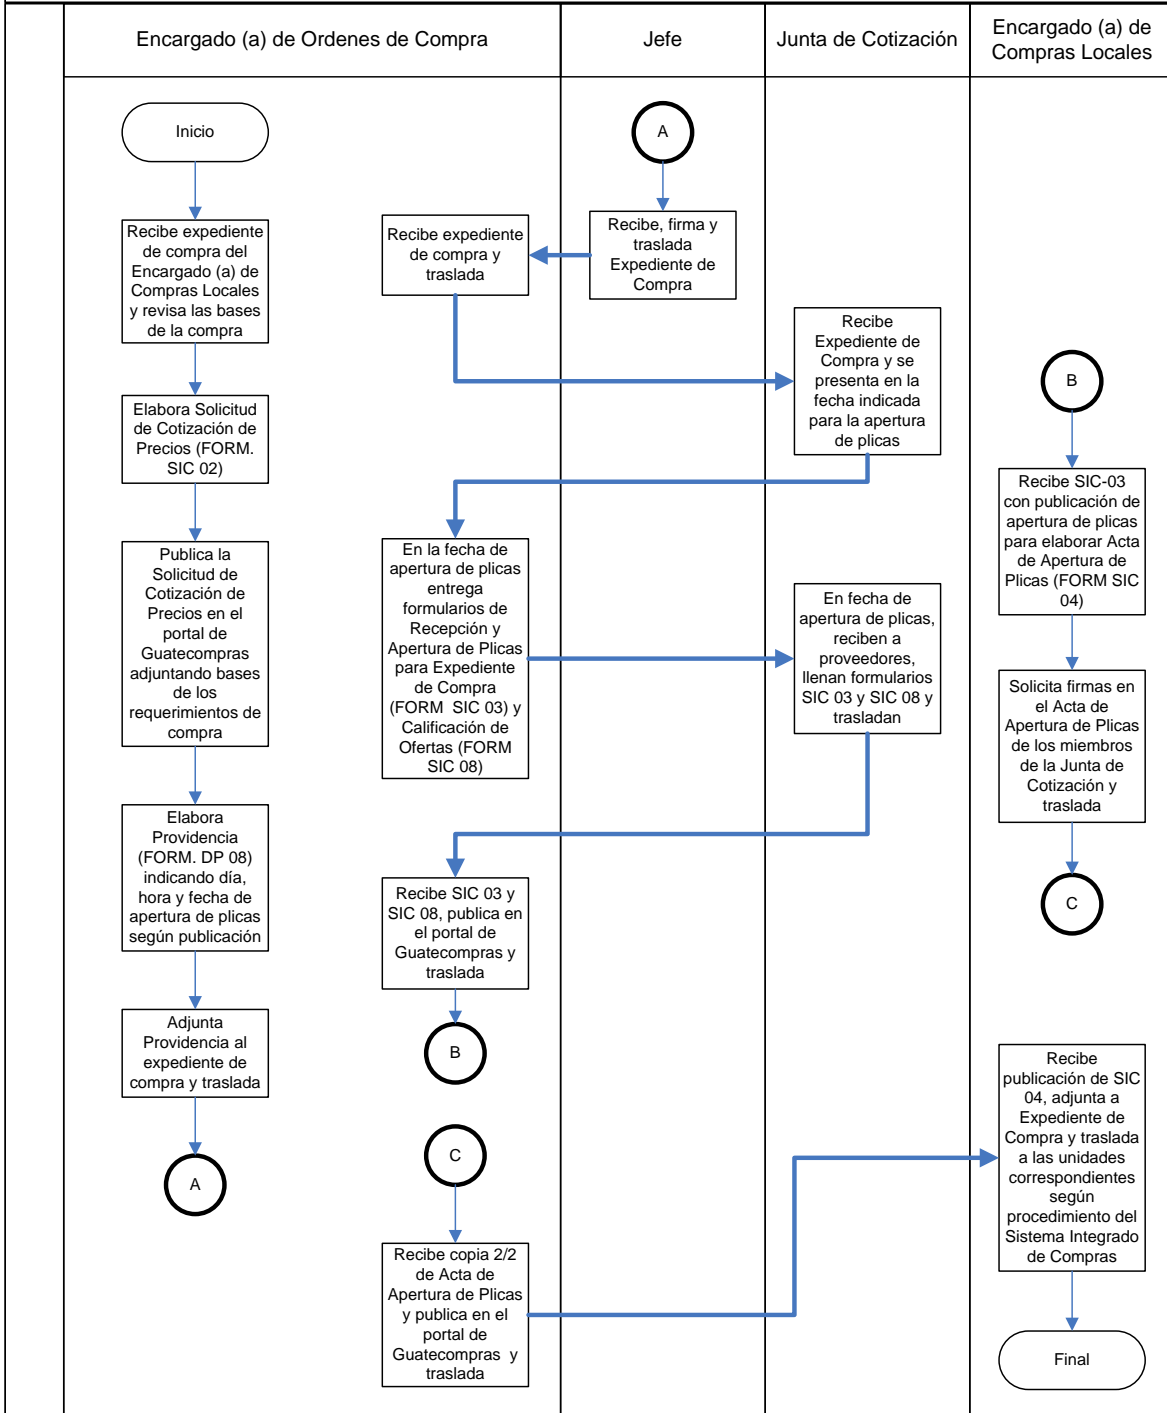 Encargado (a) de Ordenes de Compra
Jefe
Junta de Cotización
Encargado (a) de
Compras Locales
Inicio
Recibe expediente
de compra del
Encargado (a) de
Compras Locales
y revisa las bases
de la compra
Elabora Solicitud
de Cotización de
Precios (FORM.
SIC 02)
Publica la
Solicitud de
Cotización de
Precios en el
portal de
Guatecompras
adjuntando bases
de los
requerimientos de
compra
Elabora
Providencia
(FORM. DP 08)
indicando día,
hora y fecha de
apertura de plicas
según publicación
Adjunta
Providencia al
expediente de
compra y traslada
A
A
Recibe, firma y
traslada
Expediente de
Compra
Recibe expediente
de compra y
traslada
Recibe
Expediente de
Compra y se
presenta en la
fecha indicada
para la apertura
de plicas
En la fecha de
apertura de plicas
entrega
formularios de
Recepción y
Apertura de Plicas
para Expediente
de Compra
(FORM  SIC 03) y
Calificación de
Ofertas (FORM
SIC 08)
En fecha de
apertura de plicas,
reciben a
proveedores,
llenan formularios
SIC 03 y SIC 08 y
trasladan
Recibe SIC 03 y
SIC 08, publica en
el portal de
Guatecompras y
traslada
B
B
Recibe SIC-03
con publicación de
apertura de plicas
para elaborar Acta
de Apertura de
Plicas (FORM SIC
04)
Solicita firmas en
el Acta de
Apertura de Plicas
de los miembros
de la Junta de
Cotización y
traslada
C
C
Recibe copia 2/2
de Acta de
Apertura de Plicas
y publica en el
portal de
Guatecompras  y
traslada
Recibe
publicación de SIC
04, adjunta a
Expediente de
Compra y traslada
a las unidades
correspondientes
según
procedimiento del
Sistema Integrado
de Compras
Final